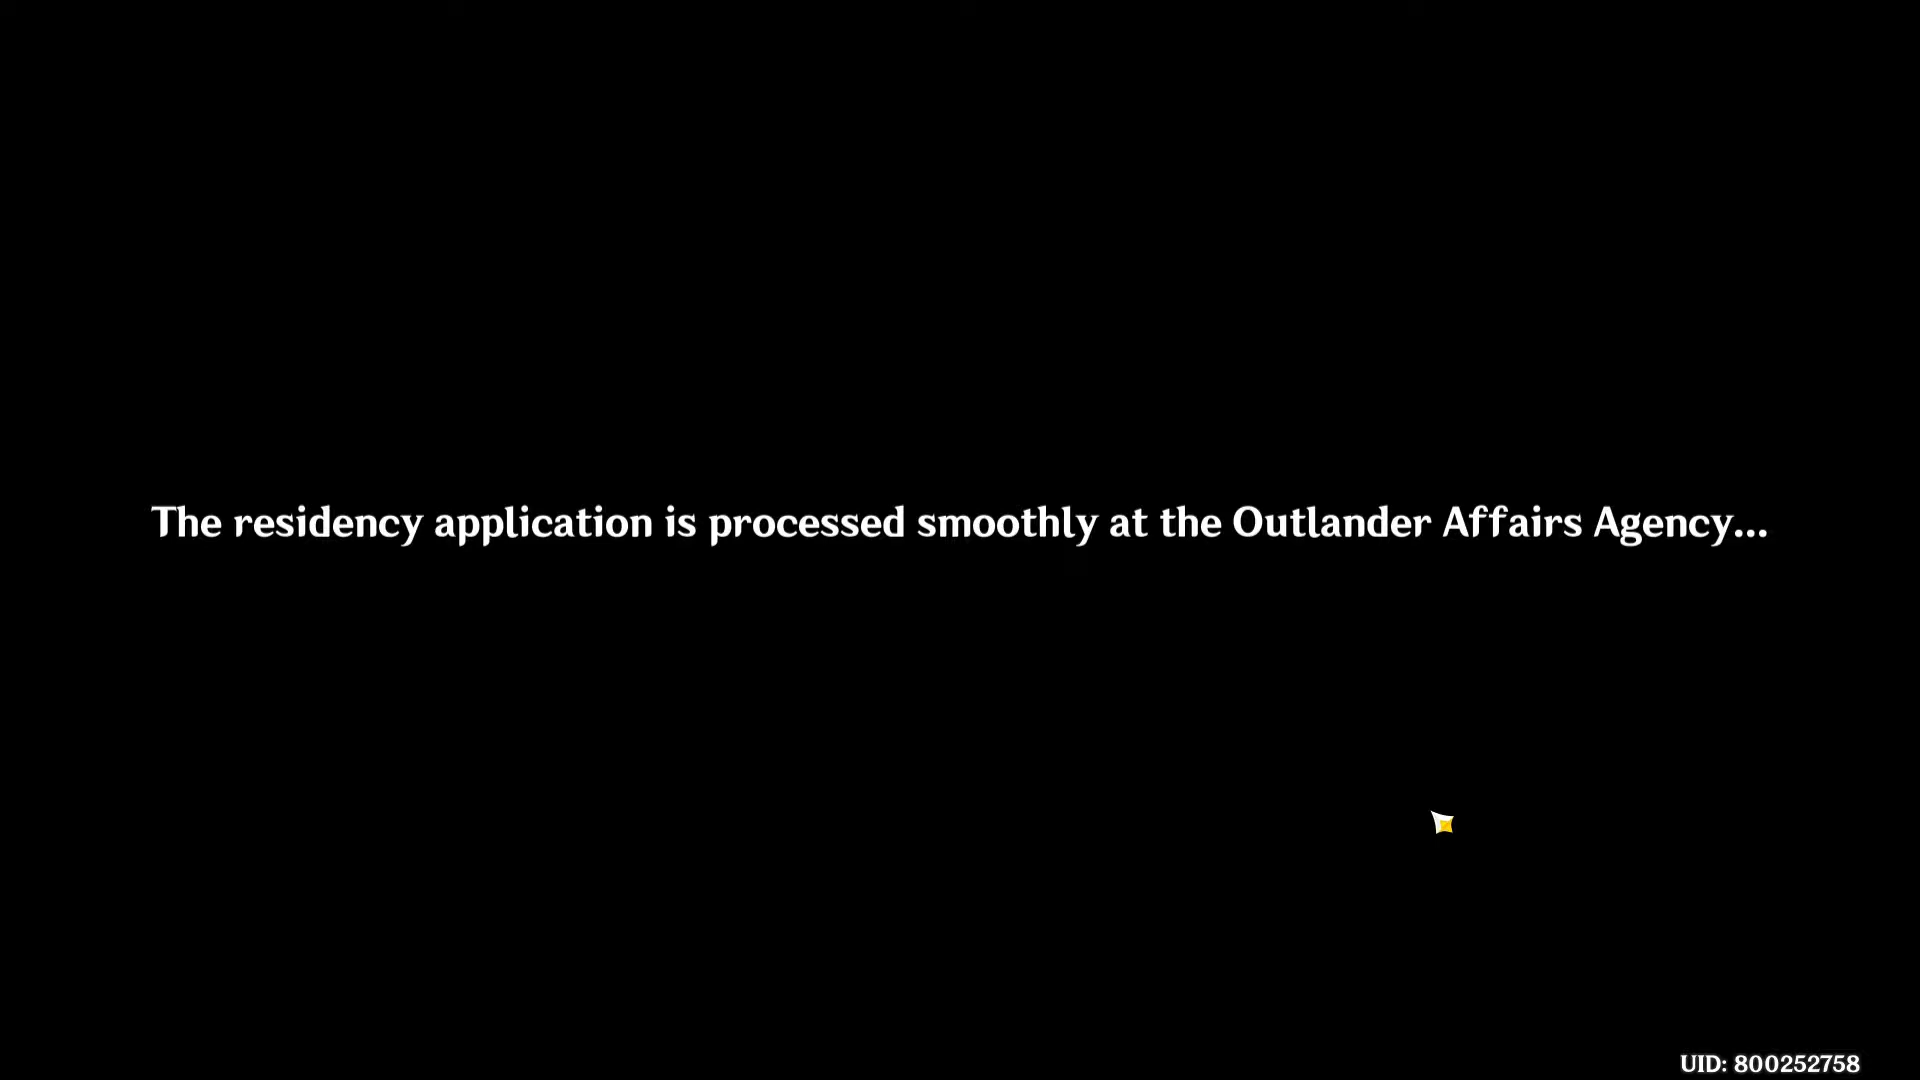 The residency application is processed smoothly at the Outlander Affairs Agency...
UID: 800252758